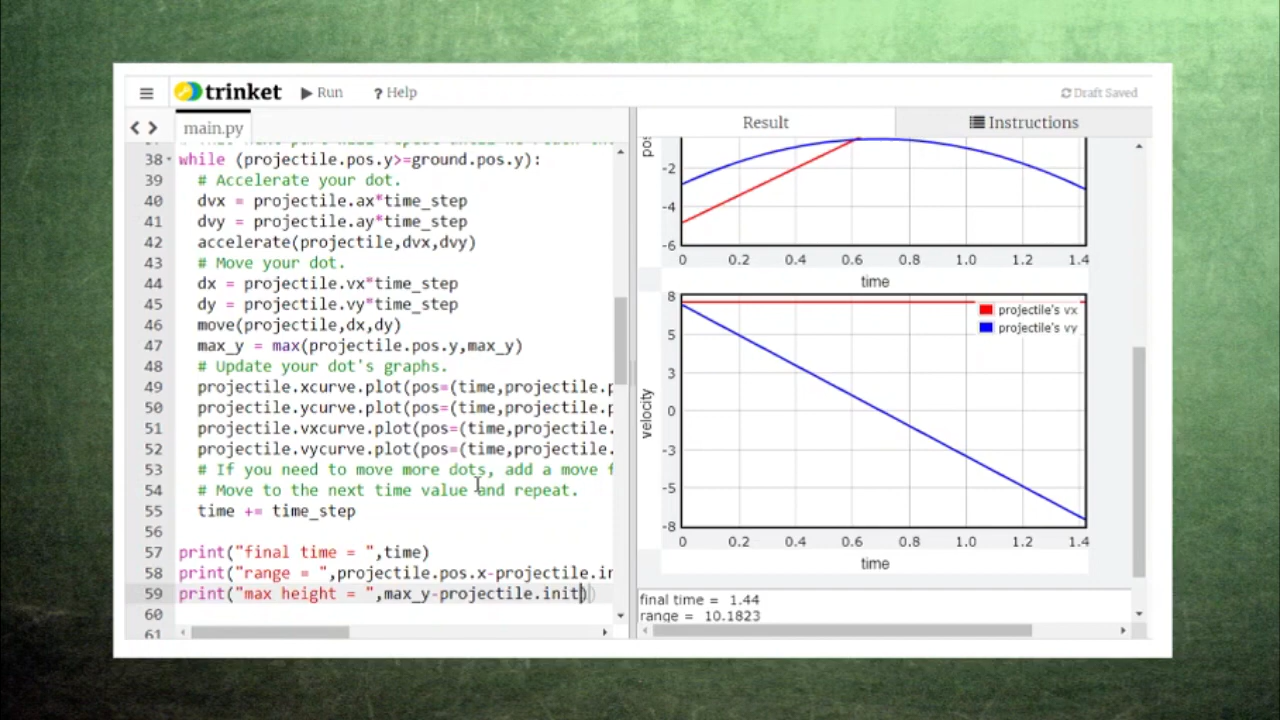 trinket Run ? Help Draft Saved
main.py
Result Instructions
38 while (projectile.pos.y>=ground.pos.y):
39 # Accelerate your dot.
40 dvx = projectile.ax*time_step
41 dvy = projectile.ay*time_step
42 accelerate(projectile,dvx,dvy)
43 # Move your dot.
44 dx = projectile.vx*time_step
45 dy = projectile.vy*time_step
46 move(projectile,dx,dy)
47 max_y = max(projectile.pos.y,max_y)
48 # Update your dot's graphs.
49 projectile.xcurve.plot(pos=(time,projectile.p
50 projectile.ycurve.plot(pos=(time,projectile.p
51 projectile.vxcurve.plot(pos=(time,projectile.
52 projectile.vycurve.plot(pos=(time,projectile.
53 # If you need to move more dots, add a move f
54 # Move to the next time value and repeat.
55 time += time_step
56
57 print("final time = ",time)
58 print("range = ",projectile.pos.x-projectile.in
59 print("max height = ",max_y-projectile.init))
60
61
pos
-2
-4
-6
0 0.2 0.4 0.6 0.8 1.0 1.2 1.4
time
8
5
3
0
-3
-5
-8
velocity
projectile's vx
projectile's vy
0 0.2 0.4 0.6 0.8 1.0 1.2 1.4
time
final time = 1.44
range = 10.1823